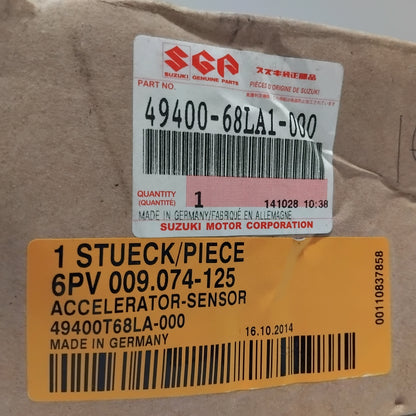 SGP
SUZUKI GENUINE PARTS
スズキ純正部品
PIÈCES D'ORIGINE DE SUZUKI
PART NO.
49400-68LA1-000
QUANTITY
(QUANTITÉ)
1
141028 10:38
MADE IN GERMANY/FABRIQUÉ EN ALLEMAGNE
SUZUKI MOTOR CORPORATION
1 STUECK/PIECE
6PV 009.074-125
ACCELERATOR-SENSOR
49400T68LA-000
MADE IN GERMANY
16.10.2014
00110837858